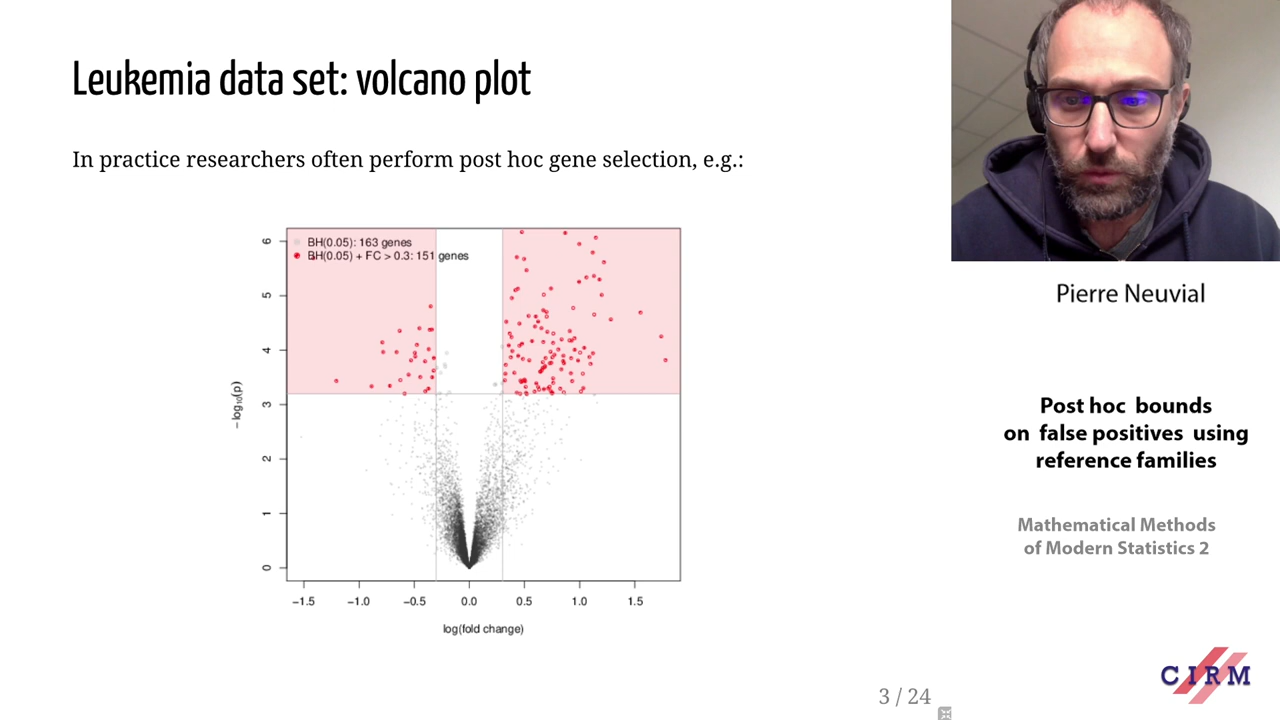 Leukemia data set: volcano plot
In practice researchers often perform post hoc gene selection, e.g.:
BH(0.05): 163 genes
BH(0.05) + FC > 0.3: 151 genes
6
5
4
3
2
1
0
−log10(p)
−1.5 −1.0 −0.5 0.0 0.5 1.0 1.5
log(fold change)
3 / 24
Pierre Neuvial
Post hoc bounds
on false positives using
reference families
Mathematical Methods
of Modern Statistics 2
CIRM